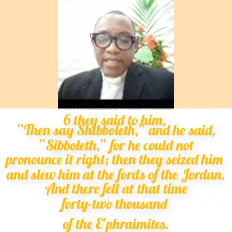 6 they said to him,
"Then say Shibboleth," and he said,
"Sibboleth," for he could not
pronounce it right; then they seized him
and slew him at the fords of the Jordan.
And there fell at that time
forty-two thousand
of the E'phraimites.